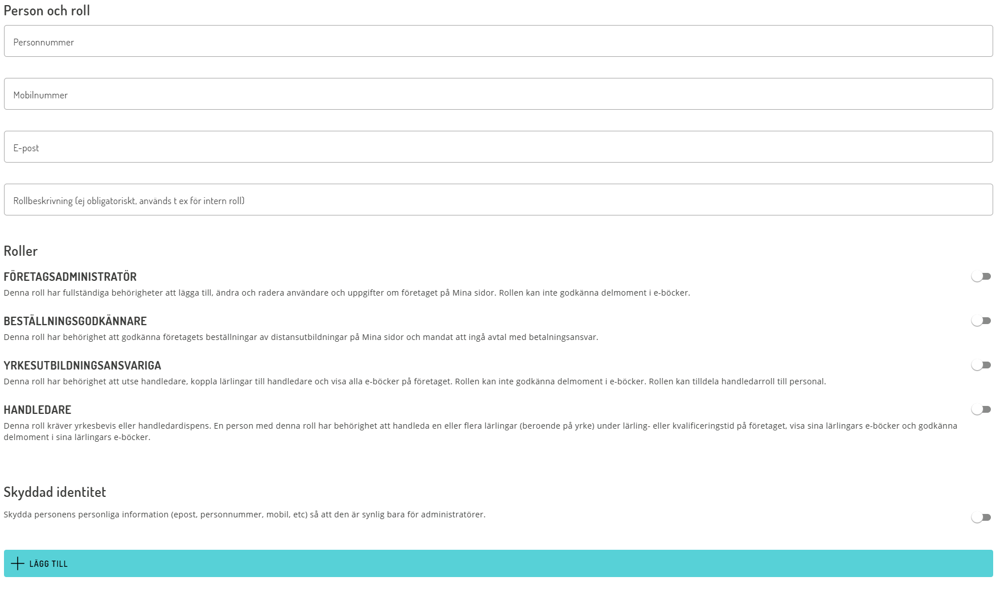 Person och roll
Personnummer
Mobilnummer
E-post
Rollbeskrivning (ej obligatoriskt, används t ex för intern roll)
Roller
FÖRETAGSADMINISTRATÖR
Denna roll har fullständiga behörigheter att lägga till, ändra och radera användare och uppgifter om företaget på Mina sidor. Rollen kan inte godkänna delmoment i e-böcker.
BESTÄLLNINGSGODKÄNNARE
Denna roll har behörighet att godkänna företagets beställningar av distansutbildningar på Mina sidor och mandat att ingå avtal med betalningsansvar.
YRKESUTBILDNINGSANSVARIGA
Denna roll har behörighet att utse handledare, koppla lärlingar till handledare och visa alla e-böcker på företaget. Rollen kan inte godkänna delmoment i e-böcker. Rollen kan tilldela handledarroll till personal.
HANDLEDARE
Denna roll kräver yrkesbevis eller handledardispens. En person med denna roll har behörighet att handleda en eller flera lärlingar (beroende på yrke) under lärling- eller kvalificeringstid på företaget, visa sina lärlingars e-böcker och godkänna
delmoment i sina lärlingars e-böcker.
Skyddad identitet
Skydda personens personliga information (epost, personnummer, mobil, etc) så att den är synlig bara för administratörer.
LÄGG TILL